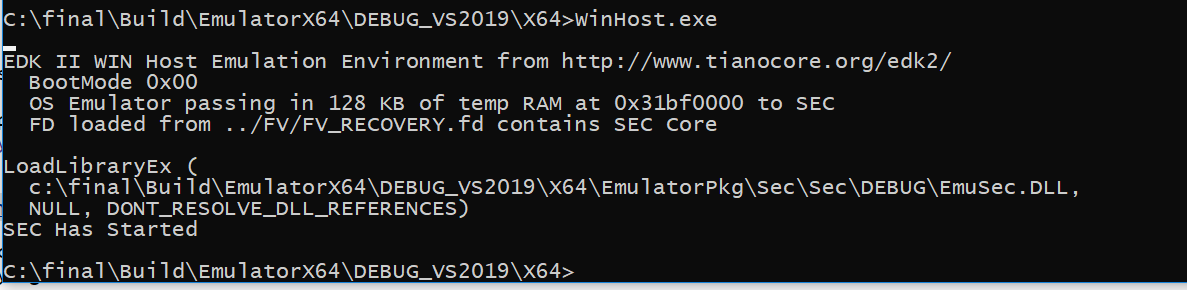 C:\final\Build\EmulatorX64\DEBUG_VS2019\X64>WinHost.exe
EDK II WIN Host Emulation Environment from http://www.tianocore.org/edk2/
  BootMode 0x00
  OS Emulator passing in 128 KB of temp RAM at 0x31bf0000 to SEC
  FD loaded from ../FV/FV_RECOVERY.fd contains SEC Core
LoadLibraryEx (
  c:\final\Build\EmulatorX64\DEBUG_VS2019\X64\EmulatorPkg\Sec\Sec\DEBUG\EmuSec.DLL,
  NULL, DONT_RESOLVE_DLL_REFERENCES)
SEC Has Started
C:\final\Build\EmulatorX64\DEBUG_VS2019\X64>